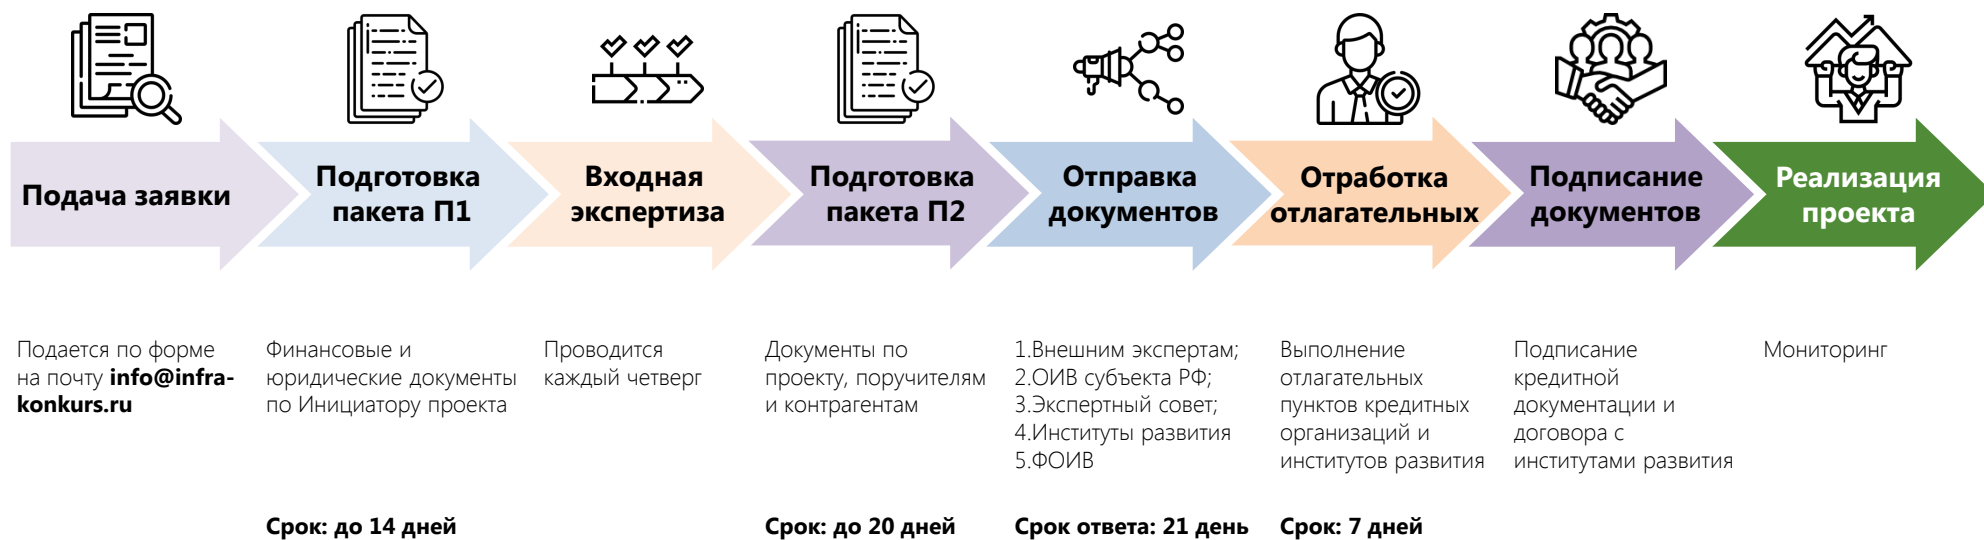 Подача заявки
Подготовка
пакета П1
Входная
экспертиза
Подготовка
пакета П2
Отправка
документов
Отработка
отлагательных
Подписание
документов
Реализация
проекта
Подается по форме
на почту info@infra-
konkurs.ru
Финансовые и
юридические документы
по Инициатору проекта
Срок: до 14 дней
Проводится
каждый четверг
Документы по
проекту, поручителям
и контрагентам
Срок: до 20 дней
1.Внешним экспертам;
2.ОИВ субъекта РФ;
3.Экспертный совет;
4.Институты развития
5.ФОИВ
Срок ответа: 21 день
Выполнение
отлагательных
пунктов кредитных
организаций и
институтов развития
Срок: 7 дней
Подписание
кредитной
документации и
договора с
институтами развития
Мониторинг